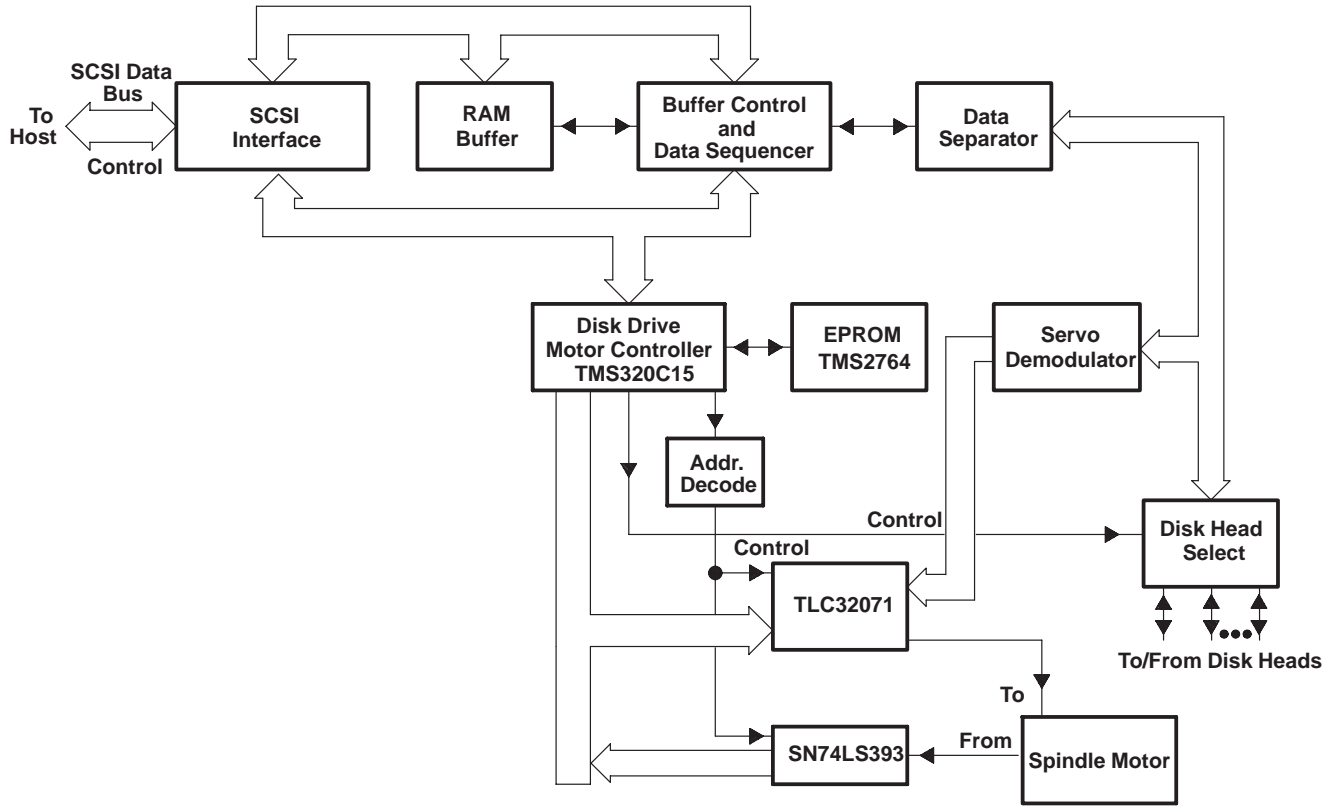 SCSI Data
Bus
To
Host
Control
SCSI
Interface
RAM
Buffer
Buffer Control
and
Data Sequencer
Data
Separator
Disk Drive
Motor Controller
TMS320C15
EPROM
TMS2764
Servo
Demodulator
Addr.
Decode
Control
Disk Head
Select
Control
TLC32071
To/From Disk Heads
To
SN74LS393
From
Spindle Motor